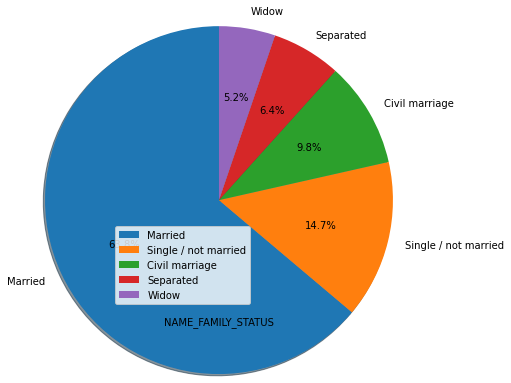 Widow
Separated
5.2%
6.4%
Civil marriage
9.8%
14.7%
Single / not married
Married
Married
Single / not married
Civil marriage
Separated
Widow
NAME_FAMILY_STATUS